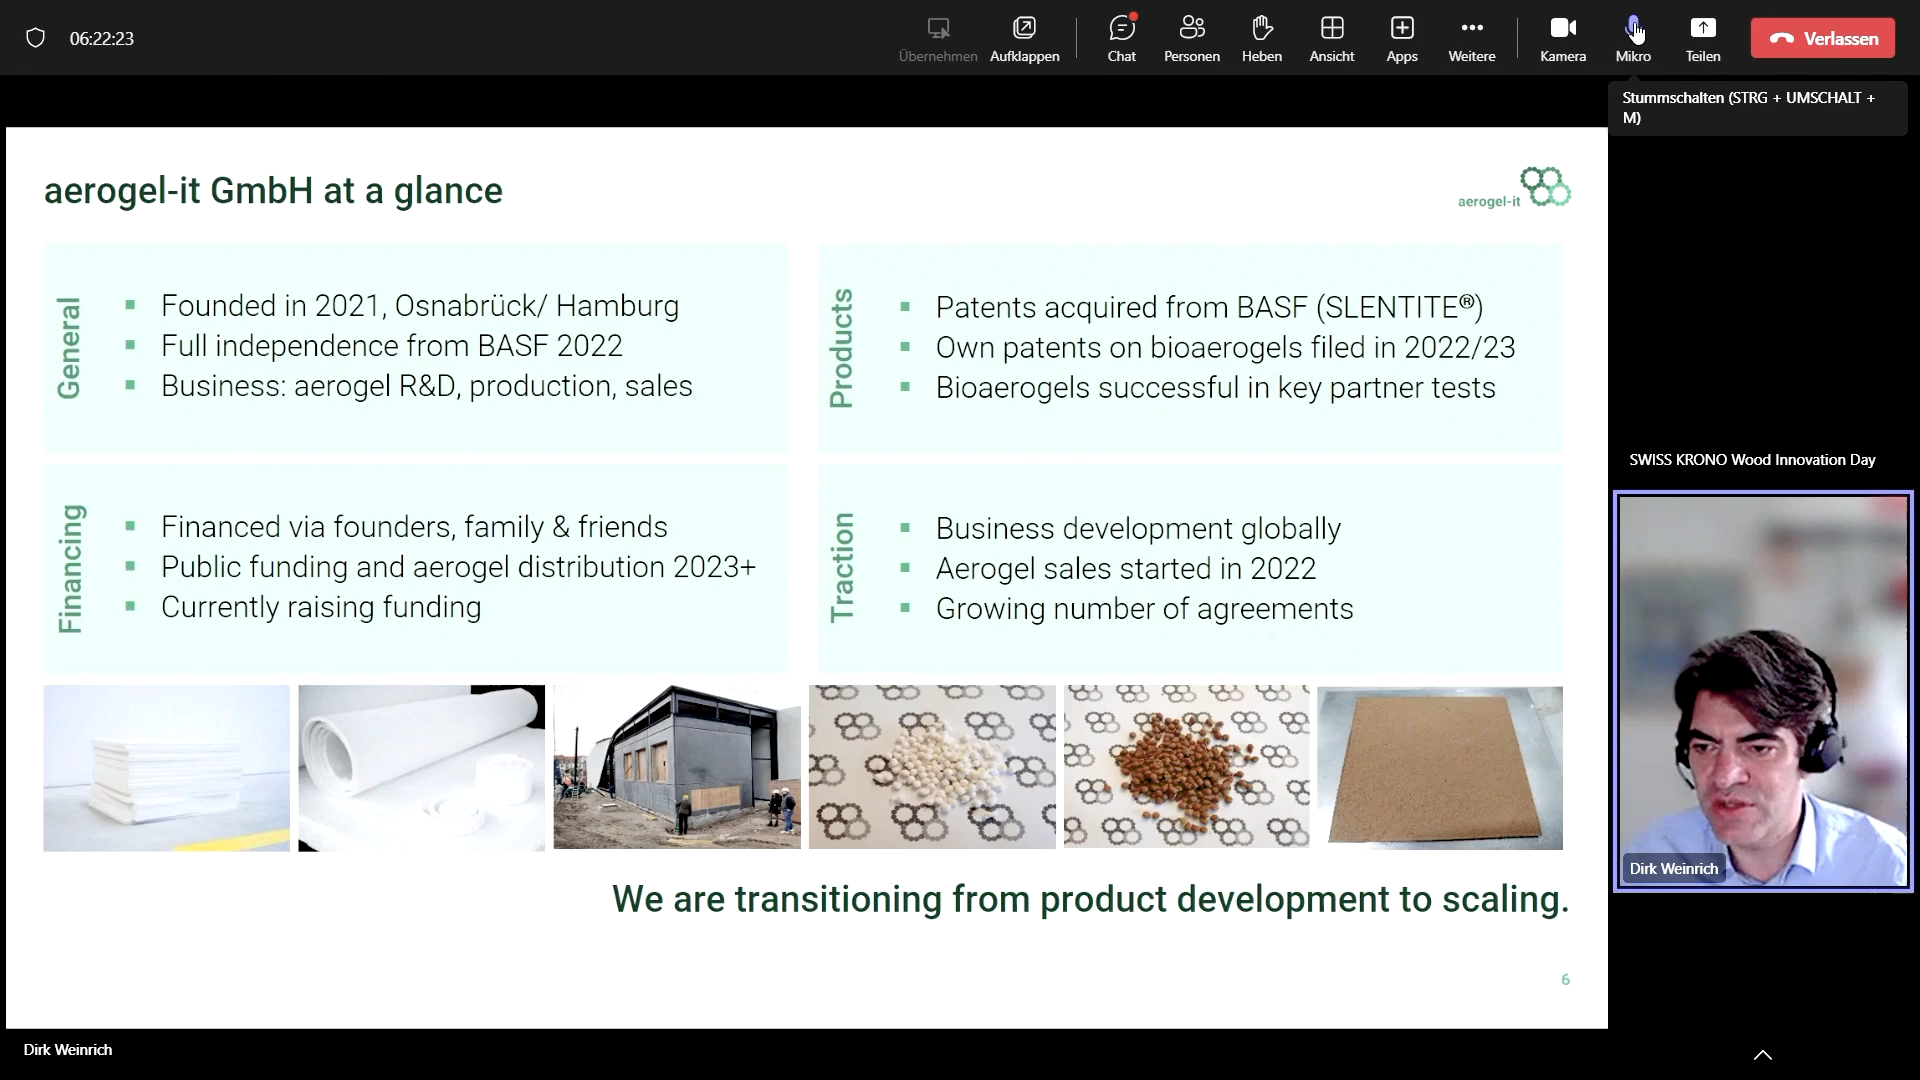 06:22:23
Übernehmen
Aufklappen
Chat
Personen
Heben
Ansicht
Apps
Weitere
Kamera
Mikro
Teilen
Verlassen
Stummschalten (STRG + UMSCHALT +
M)
aerogel-it GmbH at a glance
aerogel-it
General
▪ Founded in 2021, Osnabrück/ Hamburg
▪ Full independence from BASF 2022
▪ Business: aerogel R&D, production, sales
Products
▪ Patents acquired from BASF (SLENTITE®)
▪ Own patents on bioaerogels filed in 2022/23
▪ Bioaerogels successful in key partner tests
Financing
▪ Financed via founders, family & friends
▪ Public funding and aerogel distribution 2023+
▪ Currently raising funding
Traction
▪ Business development globally
▪ Aerogel sales started in 2022
▪ Growing number of agreements
We are transitioning from product development to scaling.
6
SWISS KRONO Wood Innovation Day
Dirk Weinrich
Dirk Weinrich